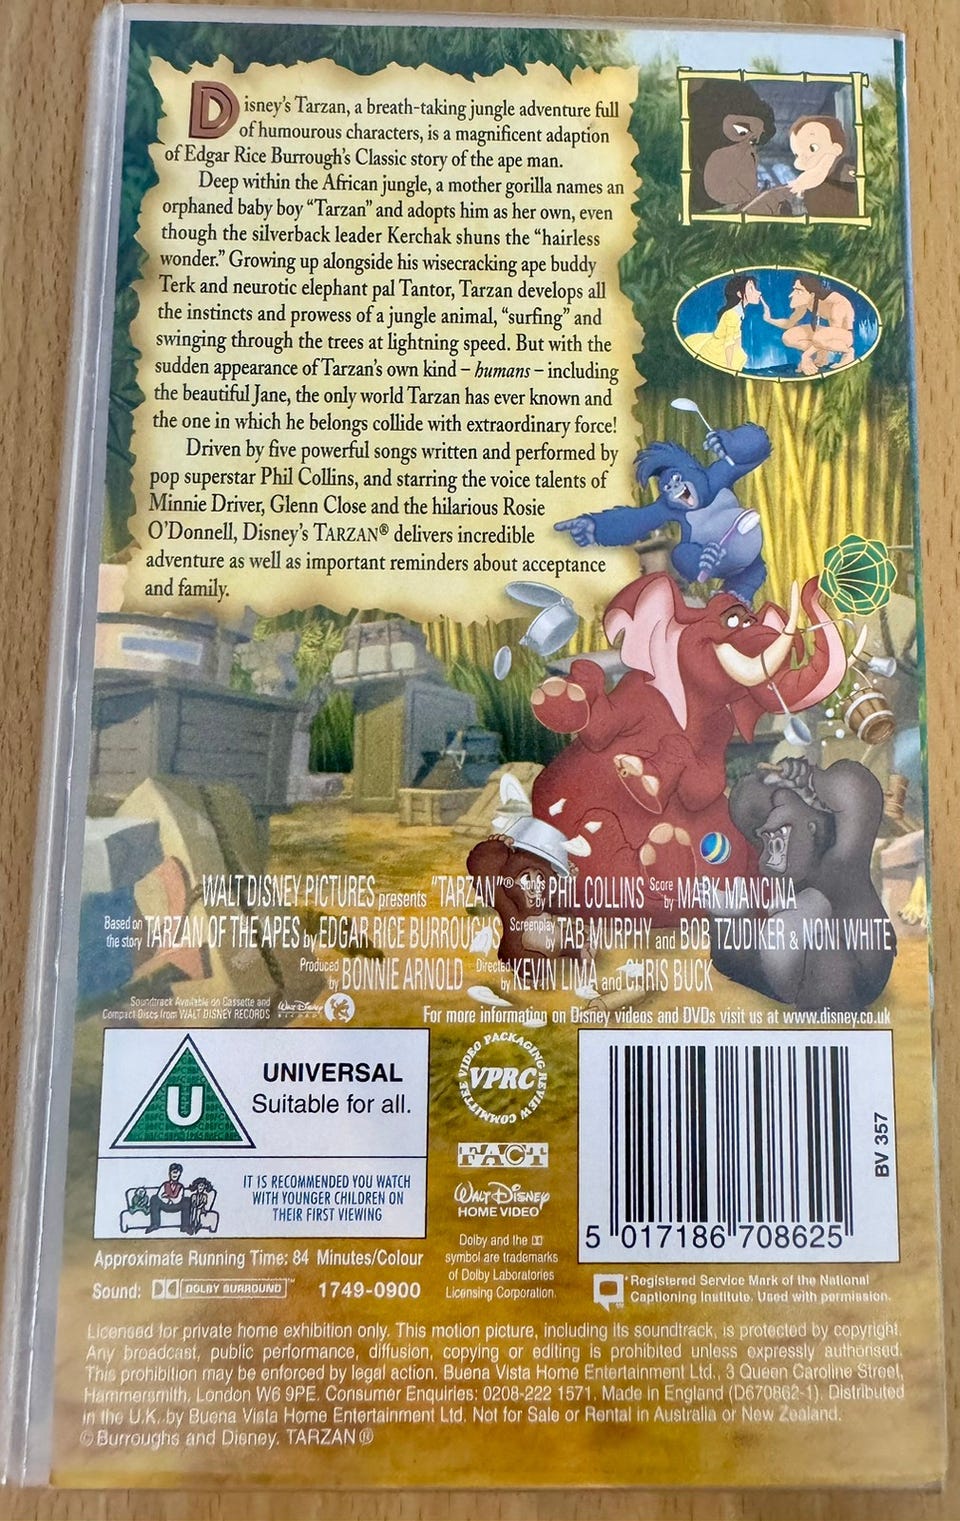 Disney's Tarzan, a breath-taking jungle adventure full
of humourous characters, is a magnificent adaption
of Edgar Rice Burrough's Classic story of the ape man.
Deep within the African jungle, a mother gorilla names an
orphaned baby boy “Tarzan” and adopts him as her own, even
though the silverback leader Kerchak shuns the “hairless
wonder.” Growing up alongside his wisecracking ape buddy
Terk and neurotic elephant pal Tantor, Tarzan develops all
the instincts and prowess of a jungle animal, “surfing” and
swinging through the trees at lightning speed. But with the
sudden appearance of Tarzan's own kind – humans – including
the beautiful Jane, the only world Tarzan has ever known and
the one in which he belongs collide with extraordinary force!
Driven by five powerful songs written and performed by
pop superstar Phil Collins, and starring the voice talents of
Minnie Driver, Glenn Close and the hilarious Rosie
O'Donnell, Disney's TARZAN® delivers incredible
adventure as well as important reminders about acceptance
and family.
WALT DISNEY PICTURES presents "TARZAN"® Songs by PHIL COLLINS Score by MARK MANCINA
Based on the story TARZAN OF THE APES by EDGAR RICE BURROUGHS Screenplay by TAB MURPHY and BOB TZUDIKER & NONI WHITE
Produced by BONNIE ARNOLD Directed by KEVIN LIMA and CHRIS BUCK
Soundtrack Available on Cassette and
Compact Discs from WALT DISNEY RECORDS
Walt Disney RECORDS
For more information on Disney videos and DVDs visit us at www.disney.co.uk
U
UNIVERSAL
Suitable for all.
IT IS RECOMMENDED YOU WATCH
WITH YOUNGER CHILDREN ON
THEIR FIRST VIEWING
VIDEO PACKAGING REVIEW COMMITTEE
VPRC
FACT
WALT DISNEY
HOME VIDEO
Dolby and the
symbol are trademarks
of Dolby Laboratories
Licensing Corporation.
BV 357
5 017186 708625
Approximate Running Time: 84 Minutes/Colour
Sound: DOLBY SURROUND™ 1749-0900
*Registered Service Mark of the National
Captioning Institute. Used with permission.
Licensed for private home exhibition only. This motion picture, including its soundtrack, is protected by copyright.
Any broadcast, public performance, diffusion, copying or editing is prohibited unless expressly authorised.
This prohibition may be enforced by legal action. Buena Vista Home Entertainment Ltd., 3 Queen Caroline Street,
Hammersmith, London W6 9PE. Consumer Enquiries: 0208-222 1571. Made in England (D670862-1). Distributed
in the U.K. by Buena Vista Home Entertainment Ltd. Not for Sale or Rental in Australia or New Zealand.
© Burroughs and Disney. TARZAN®